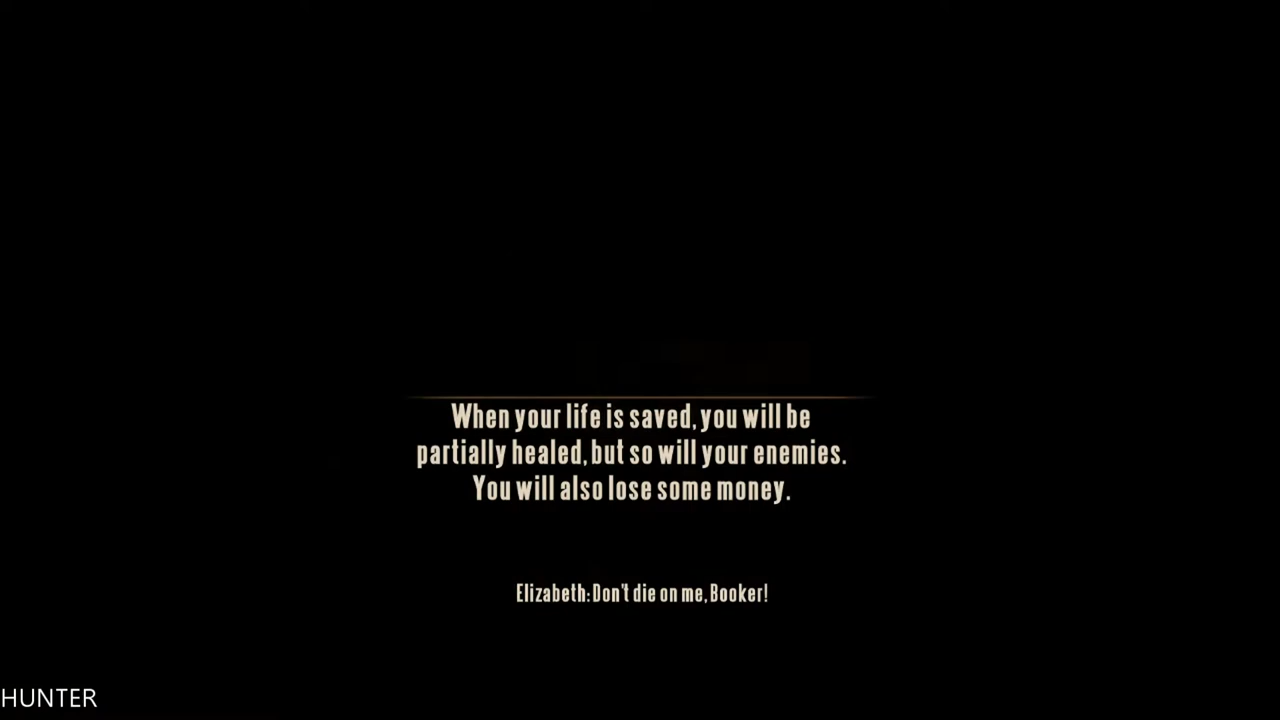 When your life is saved, you will be
partially healed, but so will your enemies.
You will also lose some money.
Elizabeth: Don't die on me, Booker!
HUNTER